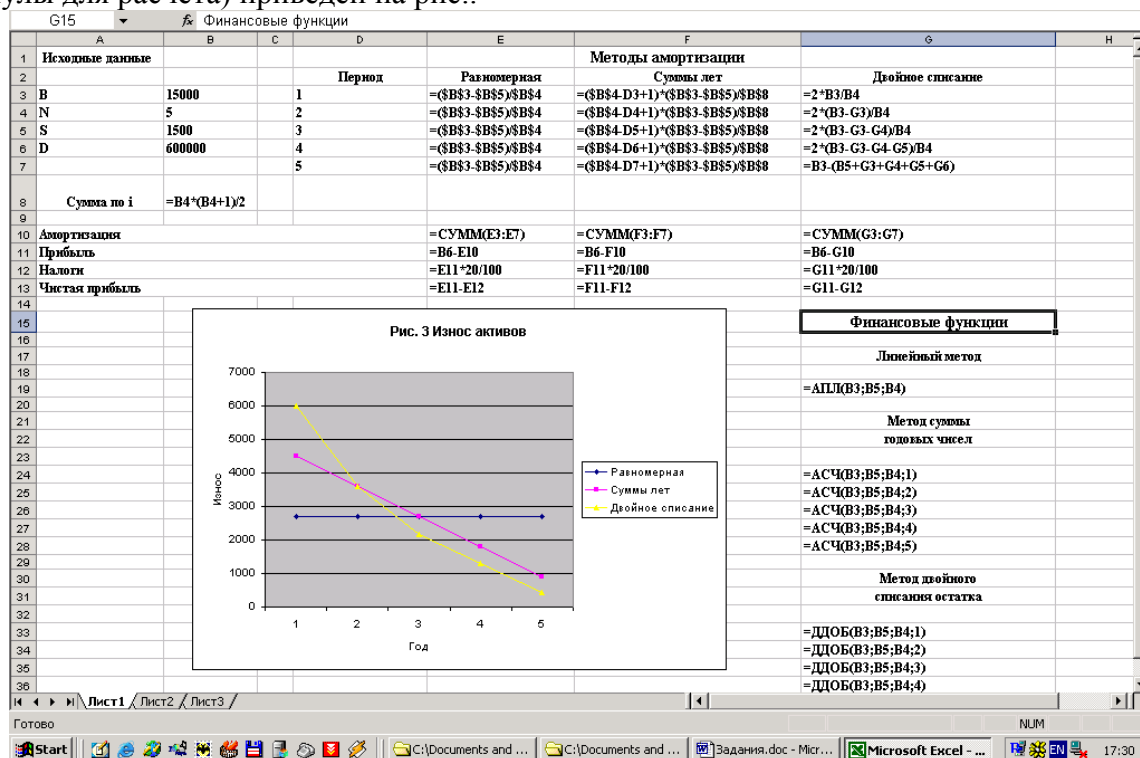 улы для расчета) приведен на рис..
G15 fx Финансовые функции
A B C D E F G H
1 Исходные данные Методы амортизации
2 Период Равномерная Суммы лет Двойное списание
3 B 15000 1 =($B$3-$B$5)/$B$4 =($B$4-D3+1)*($B$3-$B$5)/$B$8 =2*B3/B4
4 N 5 2 =($B$3-$B$5)/$B$4 =($B$4-D4+1)*($B$3-$B$5)/$B$8 =2*(B3-G3)/B4
5 S 1500 3 =($B$3-$B$5)/$B$4 =($B$4-D5+1)*($B$3-$B$5)/$B$8 =2*(B3-G3-G4)/B4
6 D 600000 4 =($B$3-$B$5)/$B$4 =($B$4-D6+1)*($B$3-$B$5)/$B$8 =2*(B3-G3-G4-G5)/B4
7 5 =($B$3-$B$5)/$B$4 =($B$4-D7+1)*($B$3-$B$5)/$B$8 =B3-(B5+G3+G4+G5+G6)
8 Сумма по i =B4*(B4+1)/2
9
10 Амортизация =СУММ(E3:E7) =СУММ(F3:F7) =СУММ(G3:G7)
11 Прибыль =B6-E10 =B6-F10 =B6-G10
12 Налоги =E11*20/100 =F11*20/100 =G11*20/100
13 Чистая прибыль =E11-E12 =F11-F12 =G11-G12
14
15 Финансовые функции
16
17 Линейный метод
18
19 =АПЛ(B3;B5;B4)
20
21 Метод суммы
22 годовых чисел
23
24 =АСЧ(B3;B5;B4;1)
25 =АСЧ(B3;B5;B4;2)
26 =АСЧ(B3;B5;B4;3)
27 =АСЧ(B3;B5;B4;4)
28 =АСЧ(B3;B5;B4;5)
29
30 Метод двойного
31 списания остатка
32
33 =ДДОБ(B3;B5;B4;1)
34 =ДДОБ(B3;B5;B4;2)
35 =ДДОБ(B3;B5;B4;3)
36 =ДДОБ(B3;B5;B4;4)
Рис. 3 Износ активов
7000
6000
5000
4000
3000
2000
1000
0
Износ
1 2 3 4 5
Год
Равномерная
Суммы лет
Двойное списание
Лист1 Лист2 Лист3
Готово NUM
Start C:\Documents and ... C:\Documents and ... Задания.doc - Micr... Microsoft Excel - ... EN 17:30